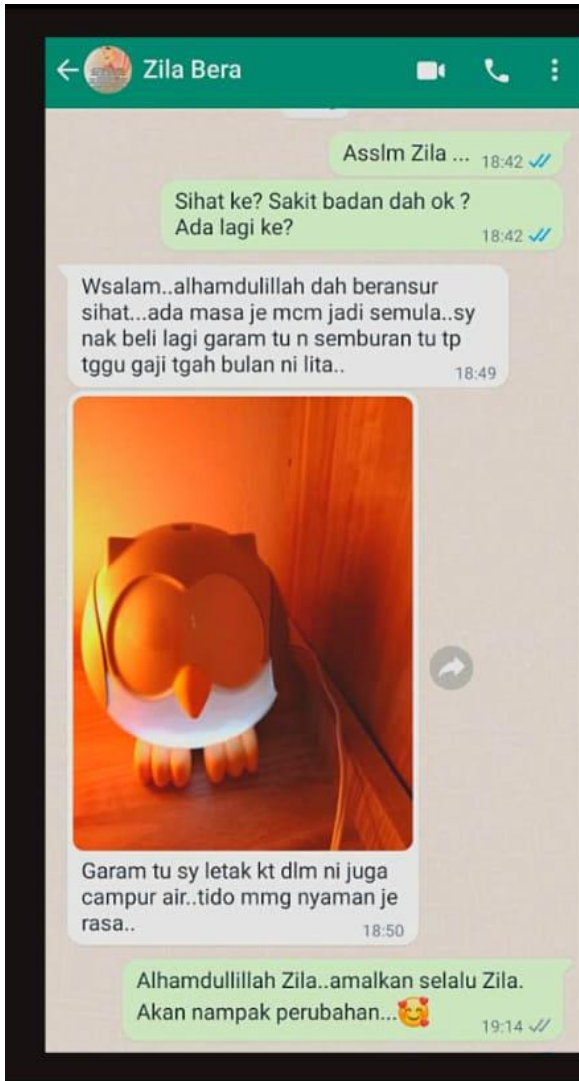 Zila Bera
Asslm Zila ... 18:42
Sihat ke? Sakit badan dah ok ?
Ada lagi ke?
18:42
Wsalam..alhamdulillah dah beransur
sihat...ada masa je mcm jadi semula..sy
nak beli lagi garam tu n semburan tu tp
tggu gaji tgah bulan ni lita..
18:49
Garam tu sy letak kt dlm ni juga
campur air..tido mmg nyaman je
rasa..
18:50
Alhamdullillah Zila..amalkan selalu Zila.
Akan nampak perubahan...🥰
19:14